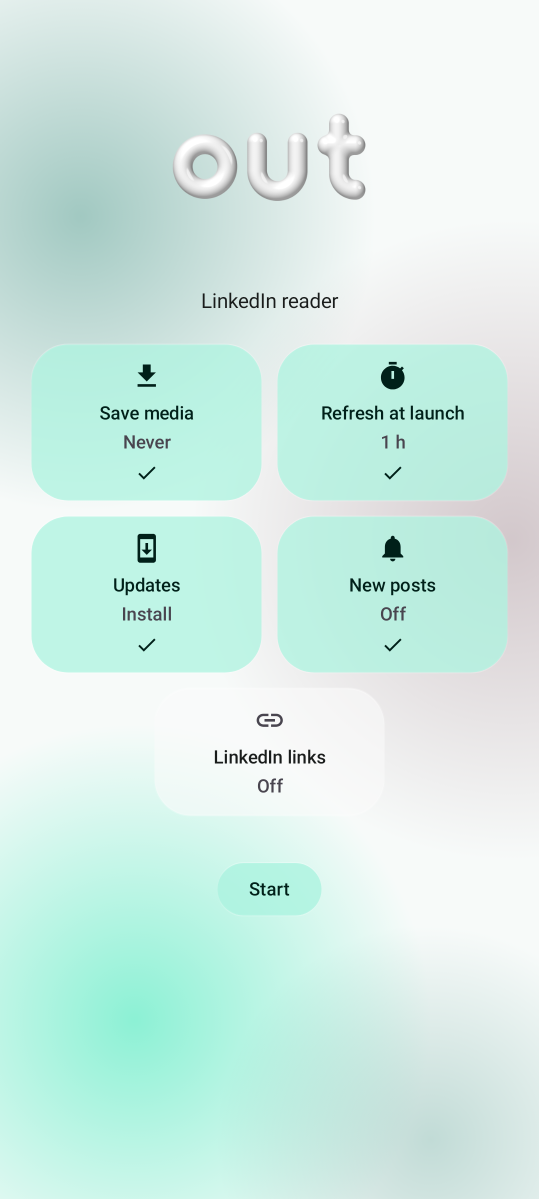 out
LinkedIn reader
Save media
Never
Refresh at launch
1 h
Updates
Install
New posts
Off
LinkedIn links
Off
Start